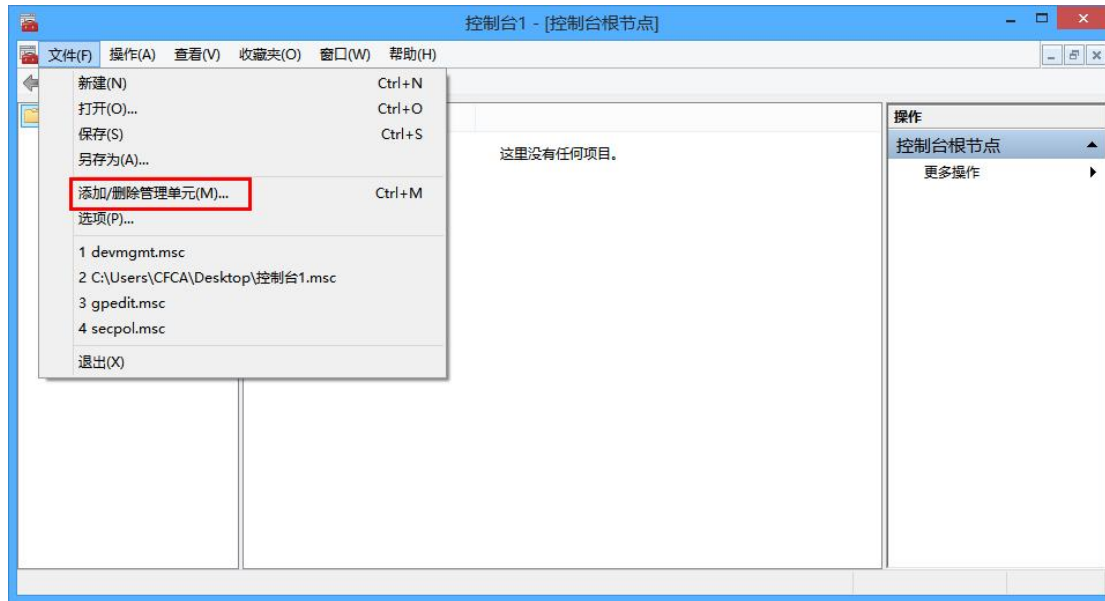 控制台1 - [控制台根节点]
文件(F) 操作(A) 查看(V) 收藏夹(O) 窗口(W) 帮助(H)
新建(N) Ctrl+N
打开(O)... Ctrl+O
保存(S) Ctrl+S
另存为(A)...
添加/删除管理单元(M)... Ctrl+M
选项(P)...
1 devmgmt.msc
2 C:\Users\CFCA\Desktop\控制台1.msc
3 gpedit.msc
4 secpol.msc
退出(X)
这里没有任何项目。
操作
控制台根节点
更多操作